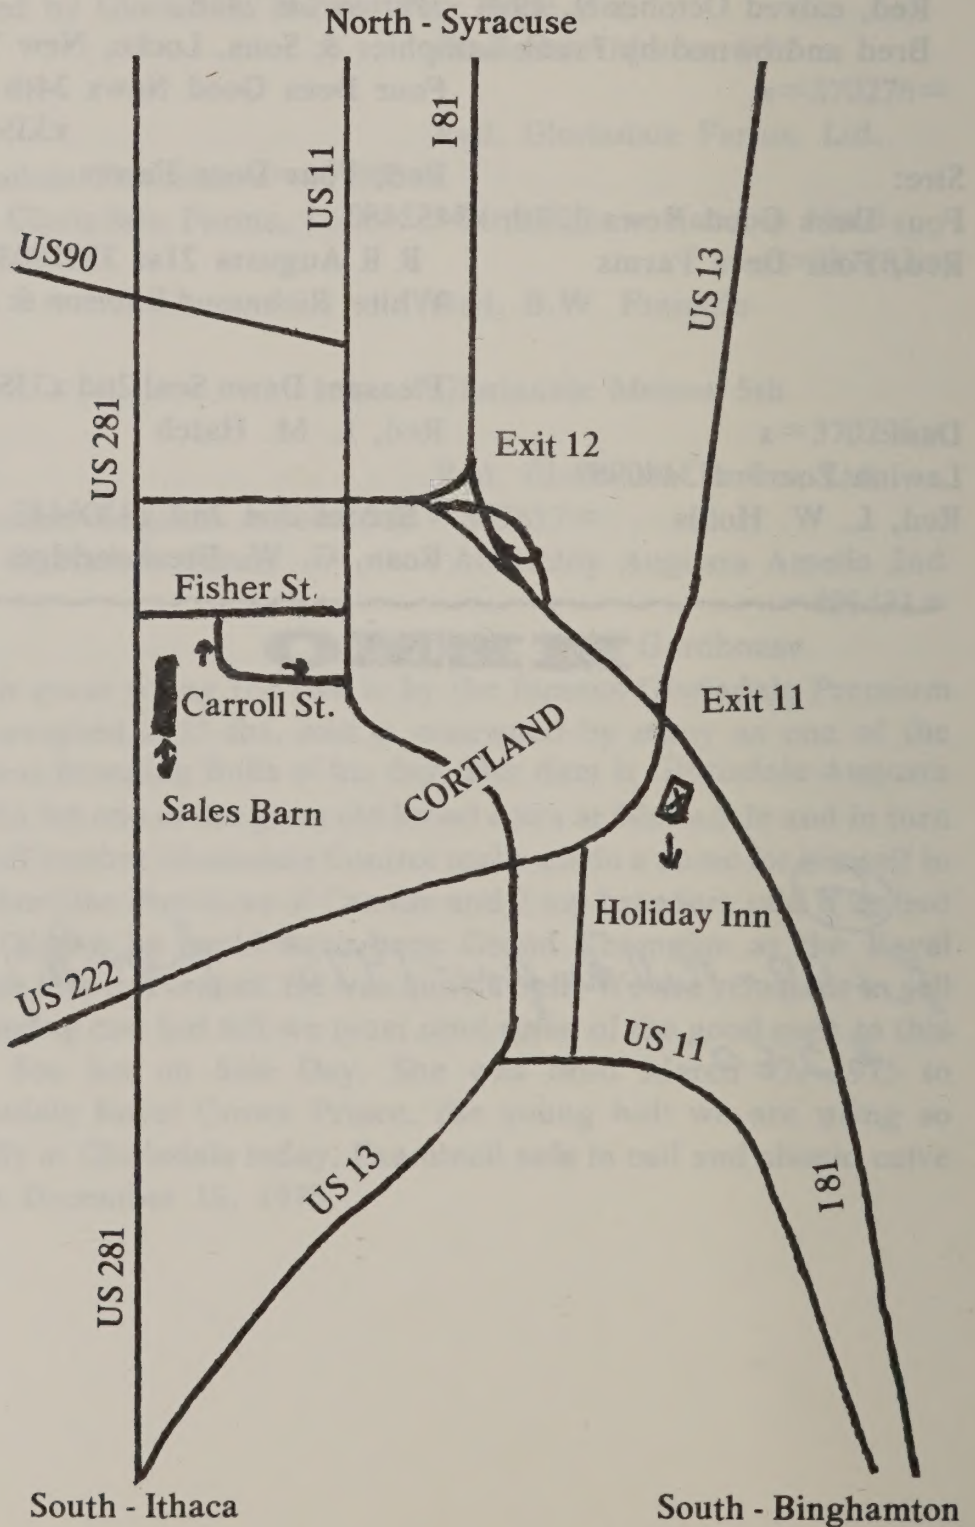 North - Syracuse
I 81
US 11
US90
US 13
US 281
Exit 12
Fisher St.
Carroll St.
Exit 11
CORTLAND
Sales Barn
Holiday Inn
US 222
US 11
US 13
I 81
US 281
South - Ithaca
South - Binghamton